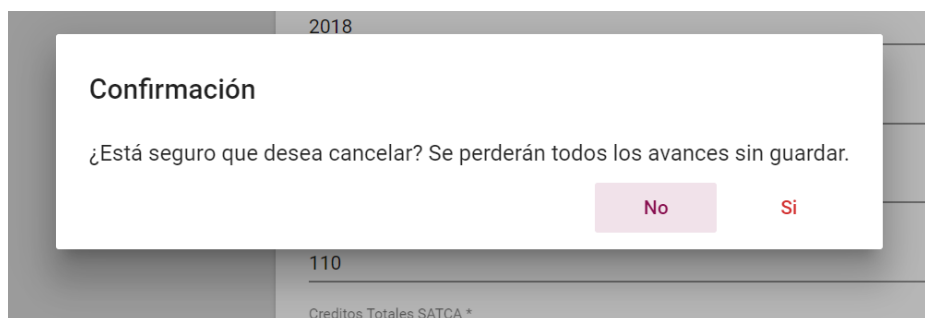 2018
Confirmación
¿Está seguro que desea cancelar? Se perderán todos los avances sin guardar.
No Si
110
Creditos Totales SATCA *